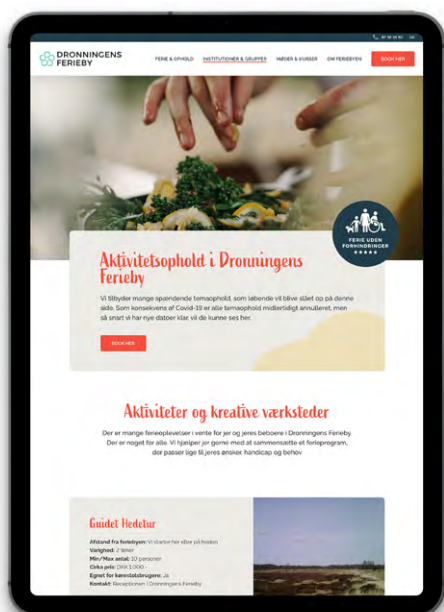 DRONNINGENS
FERIEBY
FERIE & OPHOLD INSTITUTIONER & GRUPPER MØDER & KURSER OM FERIEBYEN BOOK HER
FERIE UDEN
FORHINDRINGER
Aktivitetsophold i Dronningens
Ferieby
Vi tilbyder mange spændende temaophold, som løbende vil blive slået op på denne
side. Som konsekvens af Covid-19 er alle temaophold midlertidigt annulleret, men
så snart vi har nye datoer klar, vil de kunne ses her.
BOOK HER
Aktiviteter og kreative værksteder
Der er mange ferieoplevelser i vente for jer og jeres beboere i Dronningens Ferieby.
Der er noget for alle. Vi hjælper jer gerne med at sammensætte et ferieprogram,
der passer lige til jeres ønsker, handicap og behov
Guidet Hedetur
Afstand fra feriebyen: Vi starter her eller på heden
Varighed: 2 timer
Min/Max antal: 10 personer
Cirka pris: DKK 1.000,-
Egnet for kørestolsbrugere: Ja
Kontakt: Receptionen i Dronningens Ferieby